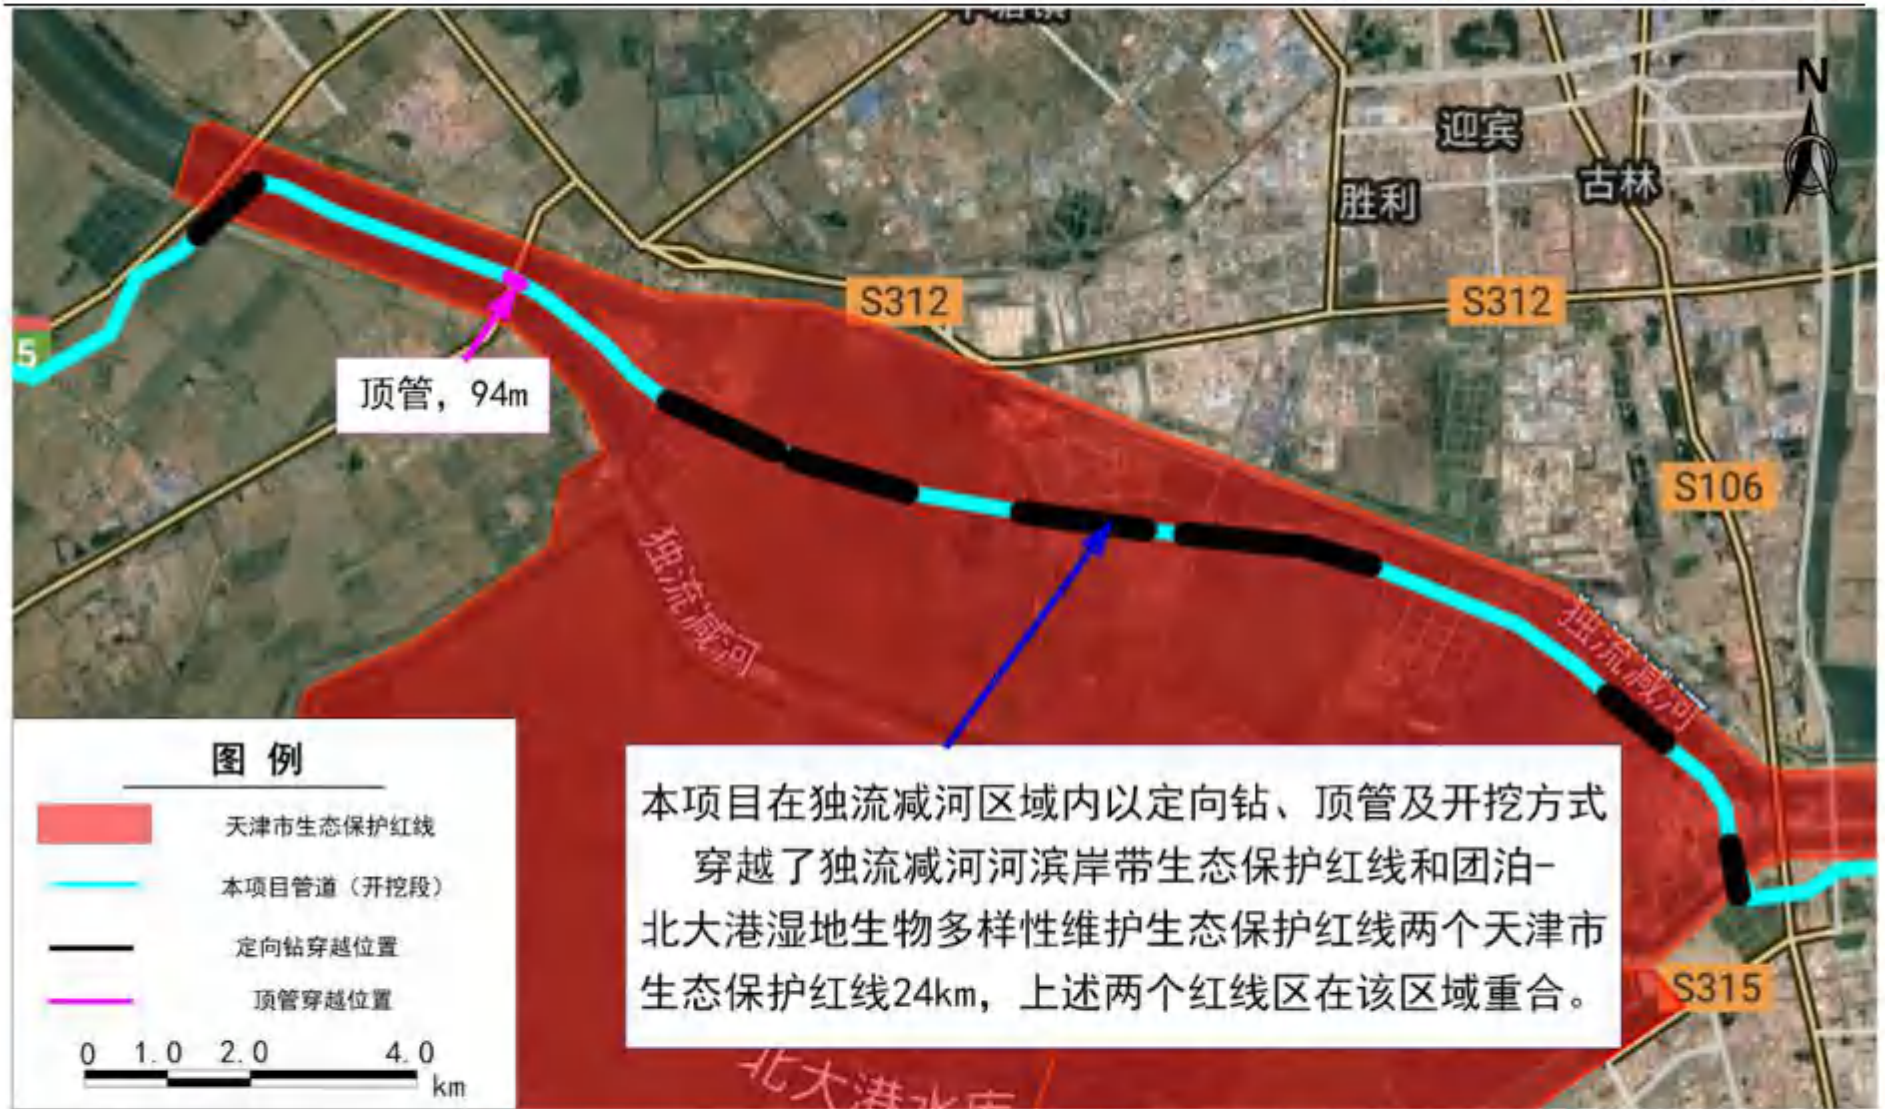 N
迎宾
古林
胜利
S312
S312
5
顶管，94m
S106
独流减河
独流减河
本项目在独流减河区域内以定向钻、顶管及开挖方式
穿越了独流减河河滨岸带生态保护红线和团泊-
北大港湿地生物多样性维护生态保护红线两个天津市
生态保护红线24km，上述两个红线区在该区域重合。
S315
北大港水库
图 例
天津市生态保护红线
本项目管道（开挖段）
定向钻穿越位置
顶管穿越位置
0 1.0 2.0 4.0
km